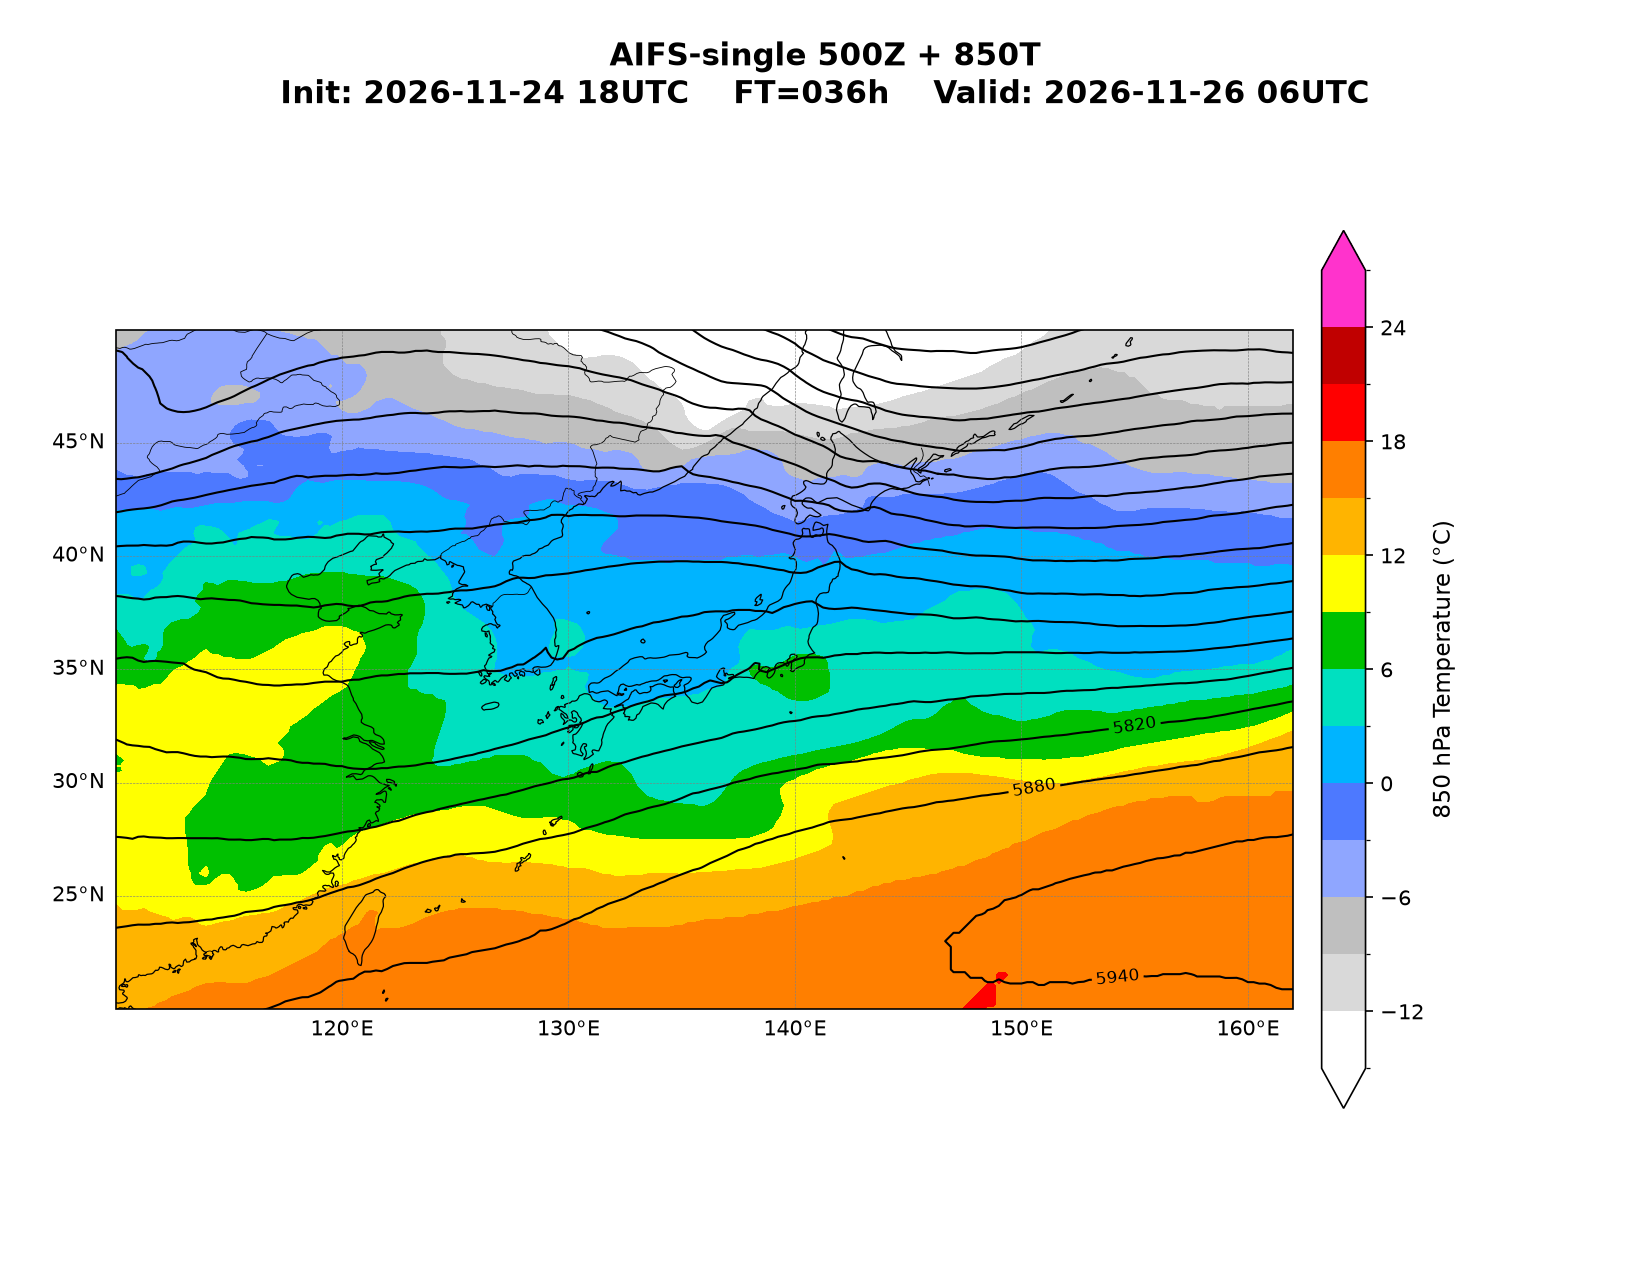 AIFS-single 500Z + 850T
Init: 2026-11-24 18UTC    FT=036h    Valid: 2026-11-26 06UTC
24
18
12
6
0
−6
−12
850 hPa Temperature (°C)
45°N
40°N
35°N
30°N
25°N
5820
5880
5940
120°E
130°E
140°E
150°E
160°E